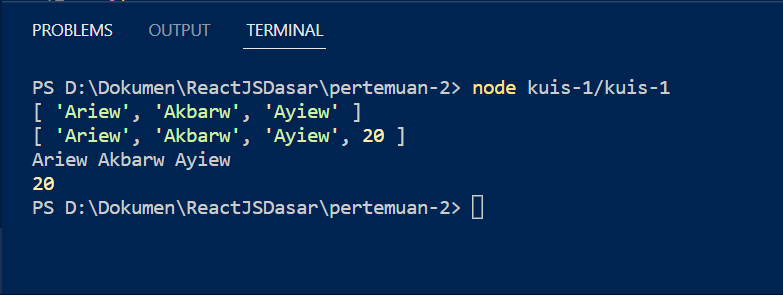 PROBLEMS OUTPUT TERMINAL
PS D:\Dokumen\ReactJSDasar\pertemuan-2> node kuis-1/kuis-1
[ 'Ariew', 'Akbarw', 'Ayiew' ]
[ 'Ariew', 'Akbarw', 'Ayiew', 20 ]
Ariew Akbarw Ayiew
20
PS D:\Dokumen\ReactJSDasar\pertemuan-2>